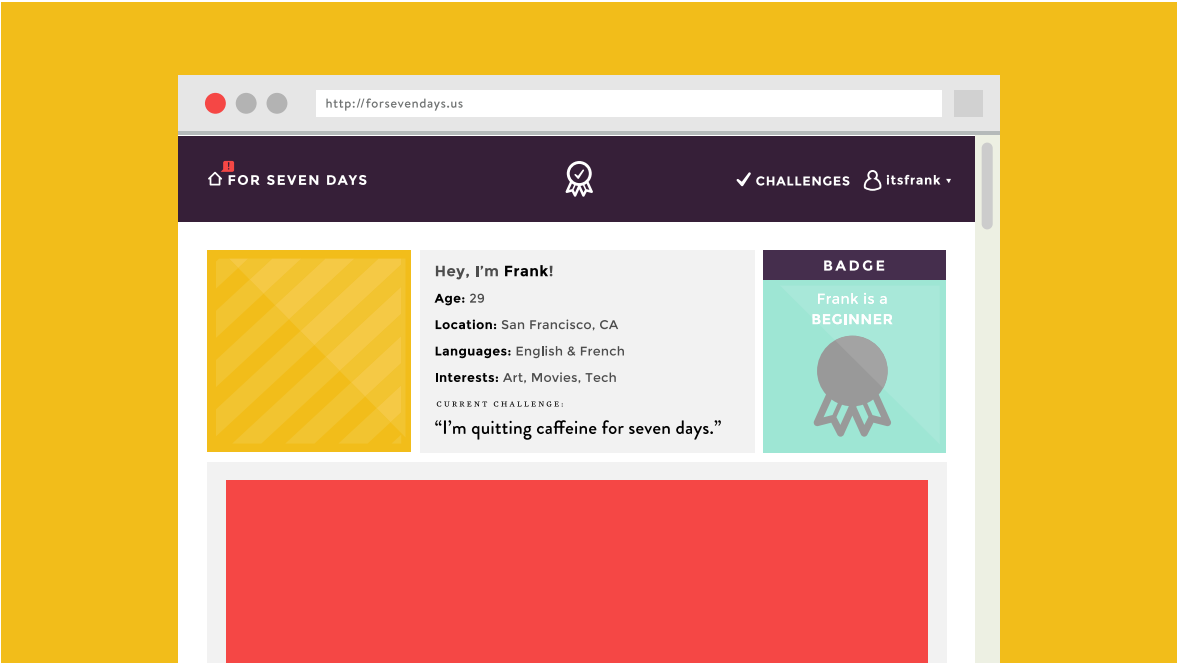 http://forsevendays.us
!
FOR SEVEN DAYS
CHALLENGES
itsfrank
Hey, I’m Frank!
Age: 29
Location: San Francisco, CA
Languages: English & French
Interests: Art, Movies, Tech
CURRENT CHALLENGE:
“I’m quitting caffeine for seven days.”
BADGE
Frank is a
BEGINNER